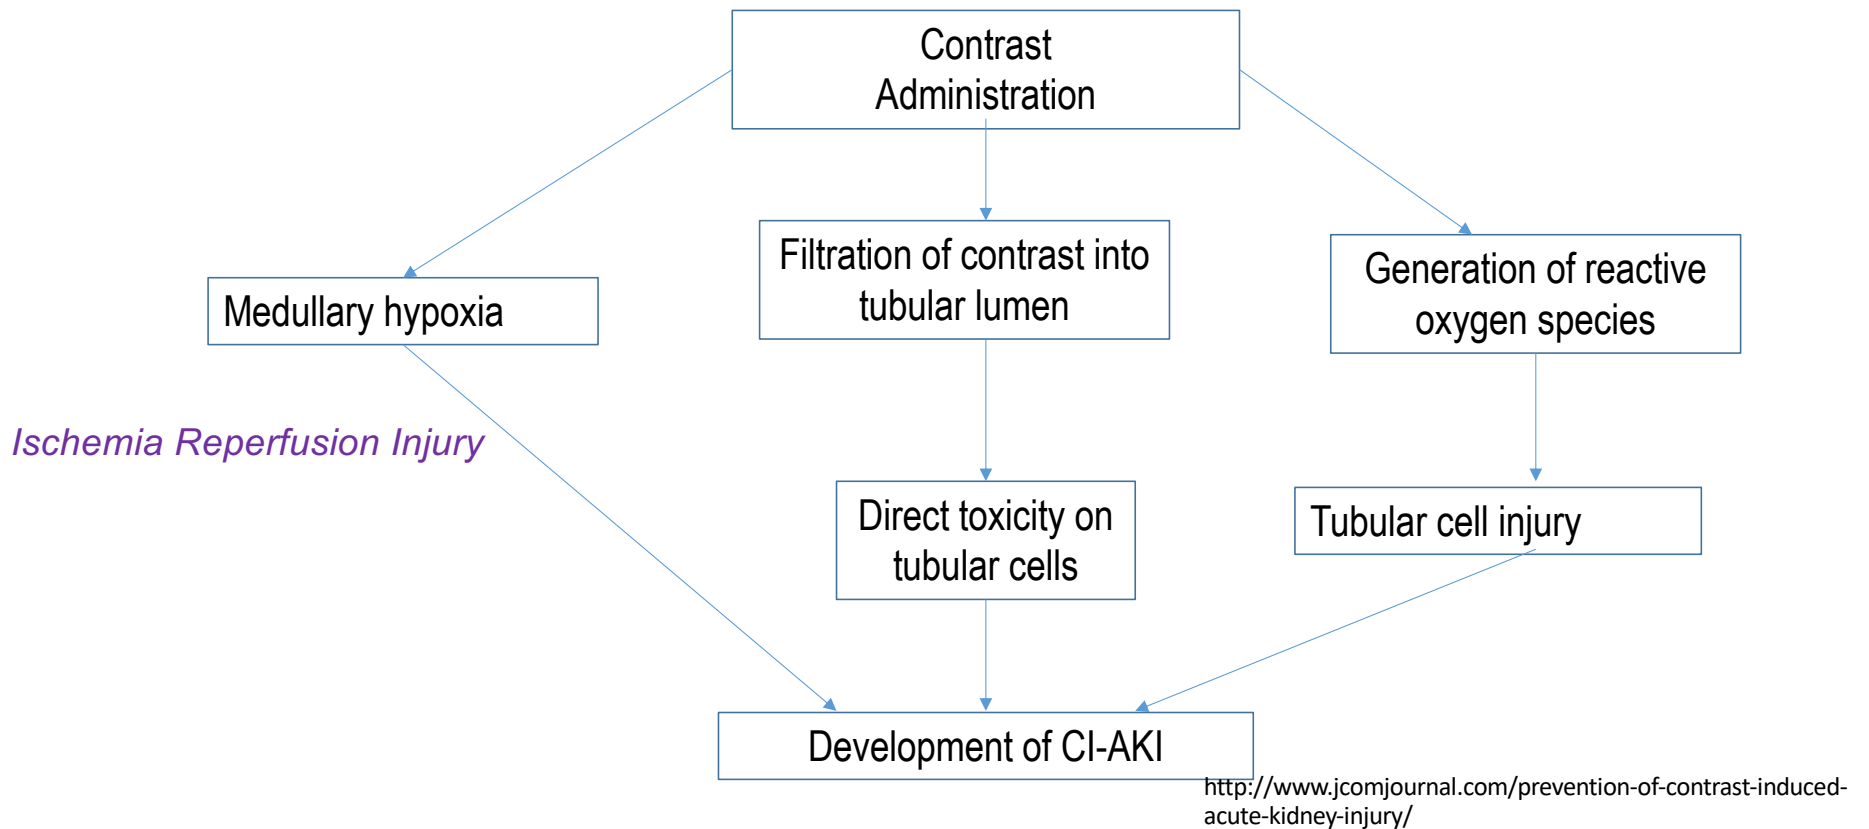 Contrast
Administration
Filtration of contrast into
tubular lumen
Generation of reactive
oxygen species
Medullary hypoxia
Ischemia Reperfusion Injury
Direct toxicity on
tubular cells
Tubular cell injury
Development of CI-AKI
http://www.jcomjournal.com/prevention-of-contrast-induced-
acute-kidney-injury/